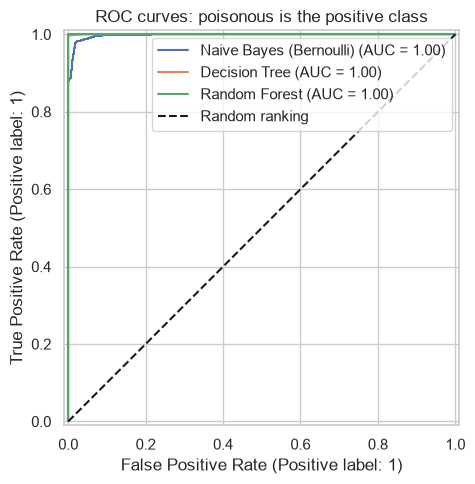 ROC curves: poisonous is the positive class
1.0
0.8
0.6
0.4
0.2
0.0
True Positive Rate (Positive label: 1)
Naive Bayes (Bernoulli) (AUC = 1.00)
Decision Tree (AUC = 1.00)
Random Forest (AUC = 1.00)
Random ranking
0.0 0.2 0.4 0.6 0.8 1.0
False Positive Rate (Positive label: 1)